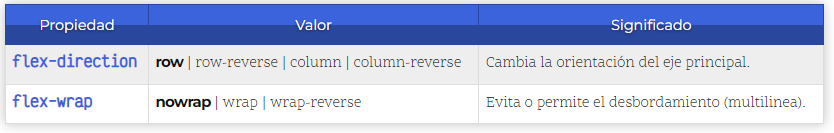 Propiedad Valor Significado
flex-direction row | row-reverse | column | column-reverse Cambia la orientación del eje principal.
flex-wrap nowrap | wrap | wrap-reverse Evita o permite el desbordamiento (multilinea).